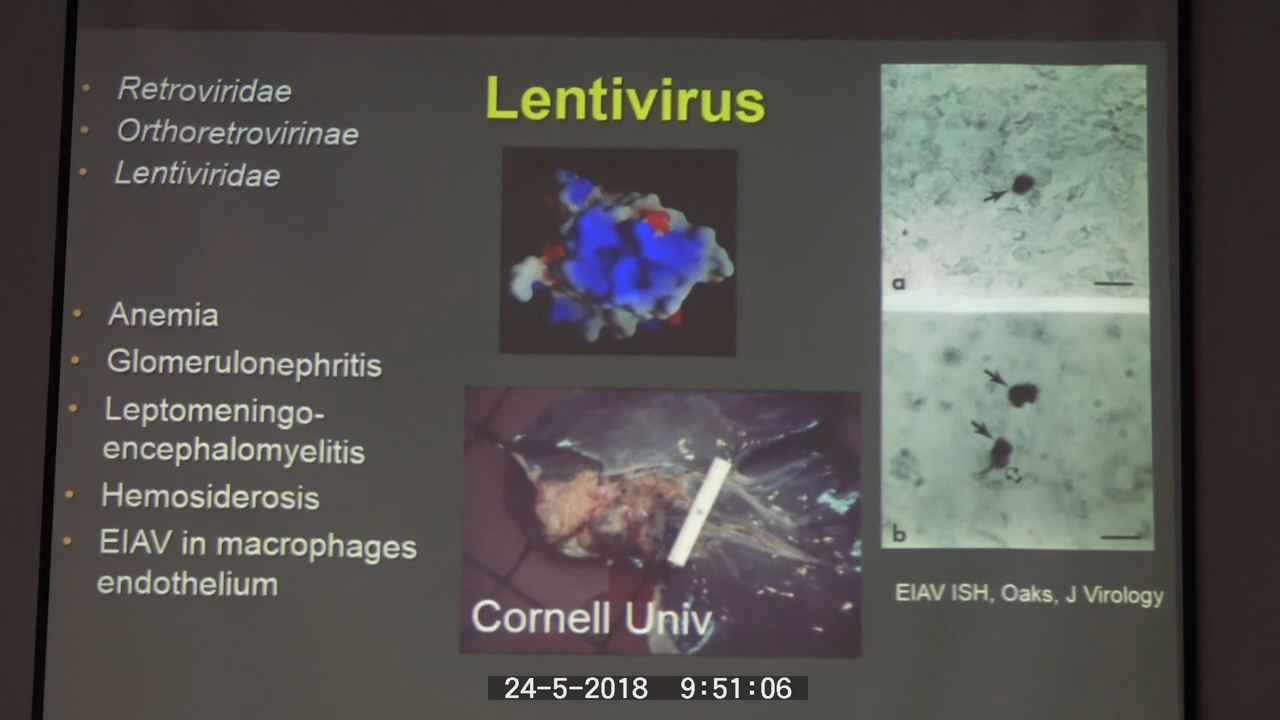 Lentivirus
Retroviridae
Orthoretrovirinae
Lentiviridae
Anemia
Glomerulonephritis
Leptomeningo-
encephalomyelitis
Hemosiderosis
EIAV in macrophages
endothelium
Cornell Univ
a
b
EIAV ISH, Oaks, J Virology
24-5-2018 9:51:06